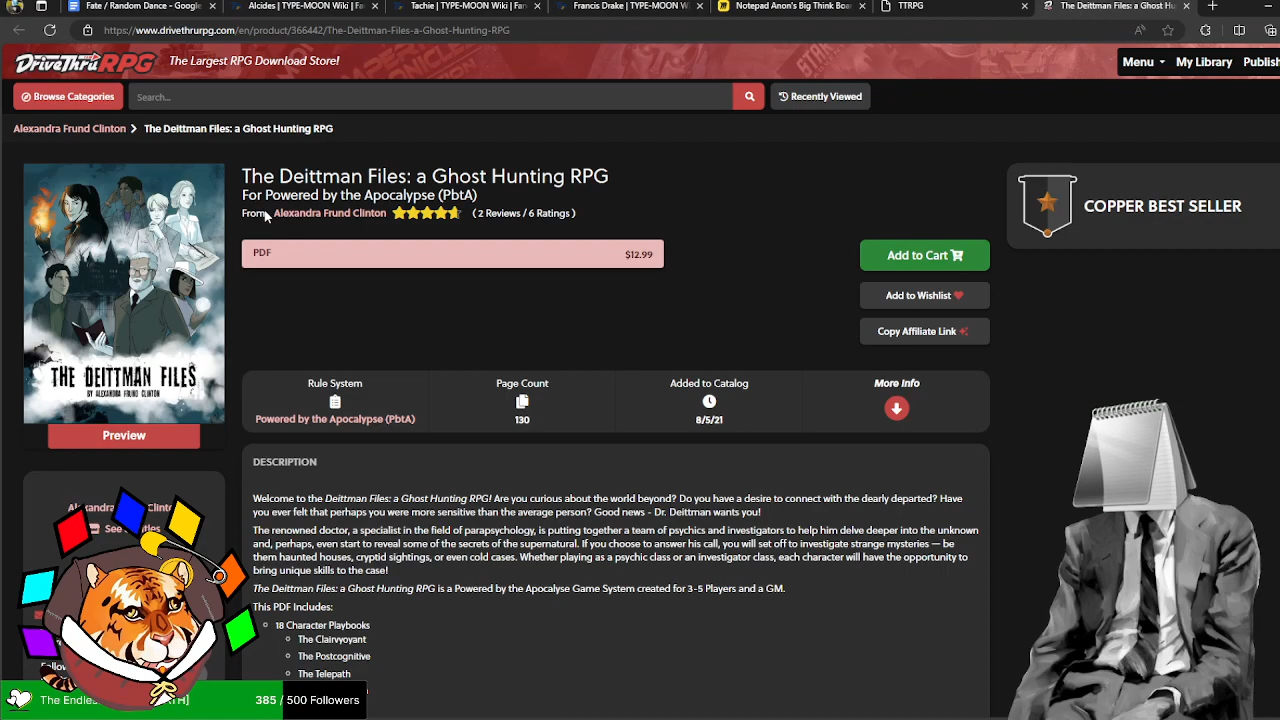 Fate / Random Dance - Google
Alcides | TYPE-MOON Wiki | Fan
Tachie | TYPE-MOON Wiki | Fan
Francis Drake | TYPE-MOON W
Notepad Anon's Big Think Boar
TTRPG
The Deittman Files: a Ghost Hu
https://www.drivethrurpg.com/en/product/366442/The-Deittman-Files-a-Ghost-Hunting-RPG
DriveThruRPG
The Largest RPG Download Store!
Menu
My Library
Publish
Browse Categories
Search...
Recently Viewed
Alexandra Frund Clinton
The Deittman Files: a Ghost Hunting RPG
The Deittman Files: a Ghost Hunting RPG
For Powered by the Apocalypse (PbtA)
From: Alexandra Frund Clinton ( 2 Reviews / 6 Ratings )
COPPER BEST SELLER
PDF $12.99
Add to Cart
Add to Wishlist
Copy Affiliate Link
THE DEITTMAN FILES
BY ALEXANDRA FRUND CLINTON
Preview
Rule System
Powered by the Apocalypse (PbtA)
Page Count
130
Added to Catalog
8/5/21
More Info
DESCRIPTION
Welcome to the Deittman Files: a Ghost Hunting RPG! Are you curious about the world beyond? Do you have a desire to connect with the dearly departed? Have
you ever felt that perhaps you were more sensitive than the average person? Good news - Dr. Deittman wants you!
The renowned doctor, a specialist in the field of parapsychology, is putting together a team of psychics and investigators to help him delve deeper into the unknown
and, perhaps, even start to reveal some of the secrets of the supernatural. If you choose to answer his call, you will set off to investigate strange mysteries — be
them haunted houses, cryptid sightings, or even cold cases. Whether playing as a psychic class or an investigator class, each character will have the opportunity to
bring unique skills to the case!
The Deittman Files: a Ghost Hunting RPG is a Powered by the Apocalyse Game System created for 3-5 Players and a GM.
This PDF Includes:
18 Character Playbooks
The Clairvyoyant
The Postcognitive
The Telepath
See
Follow
The Endles
385 / 500 Followers